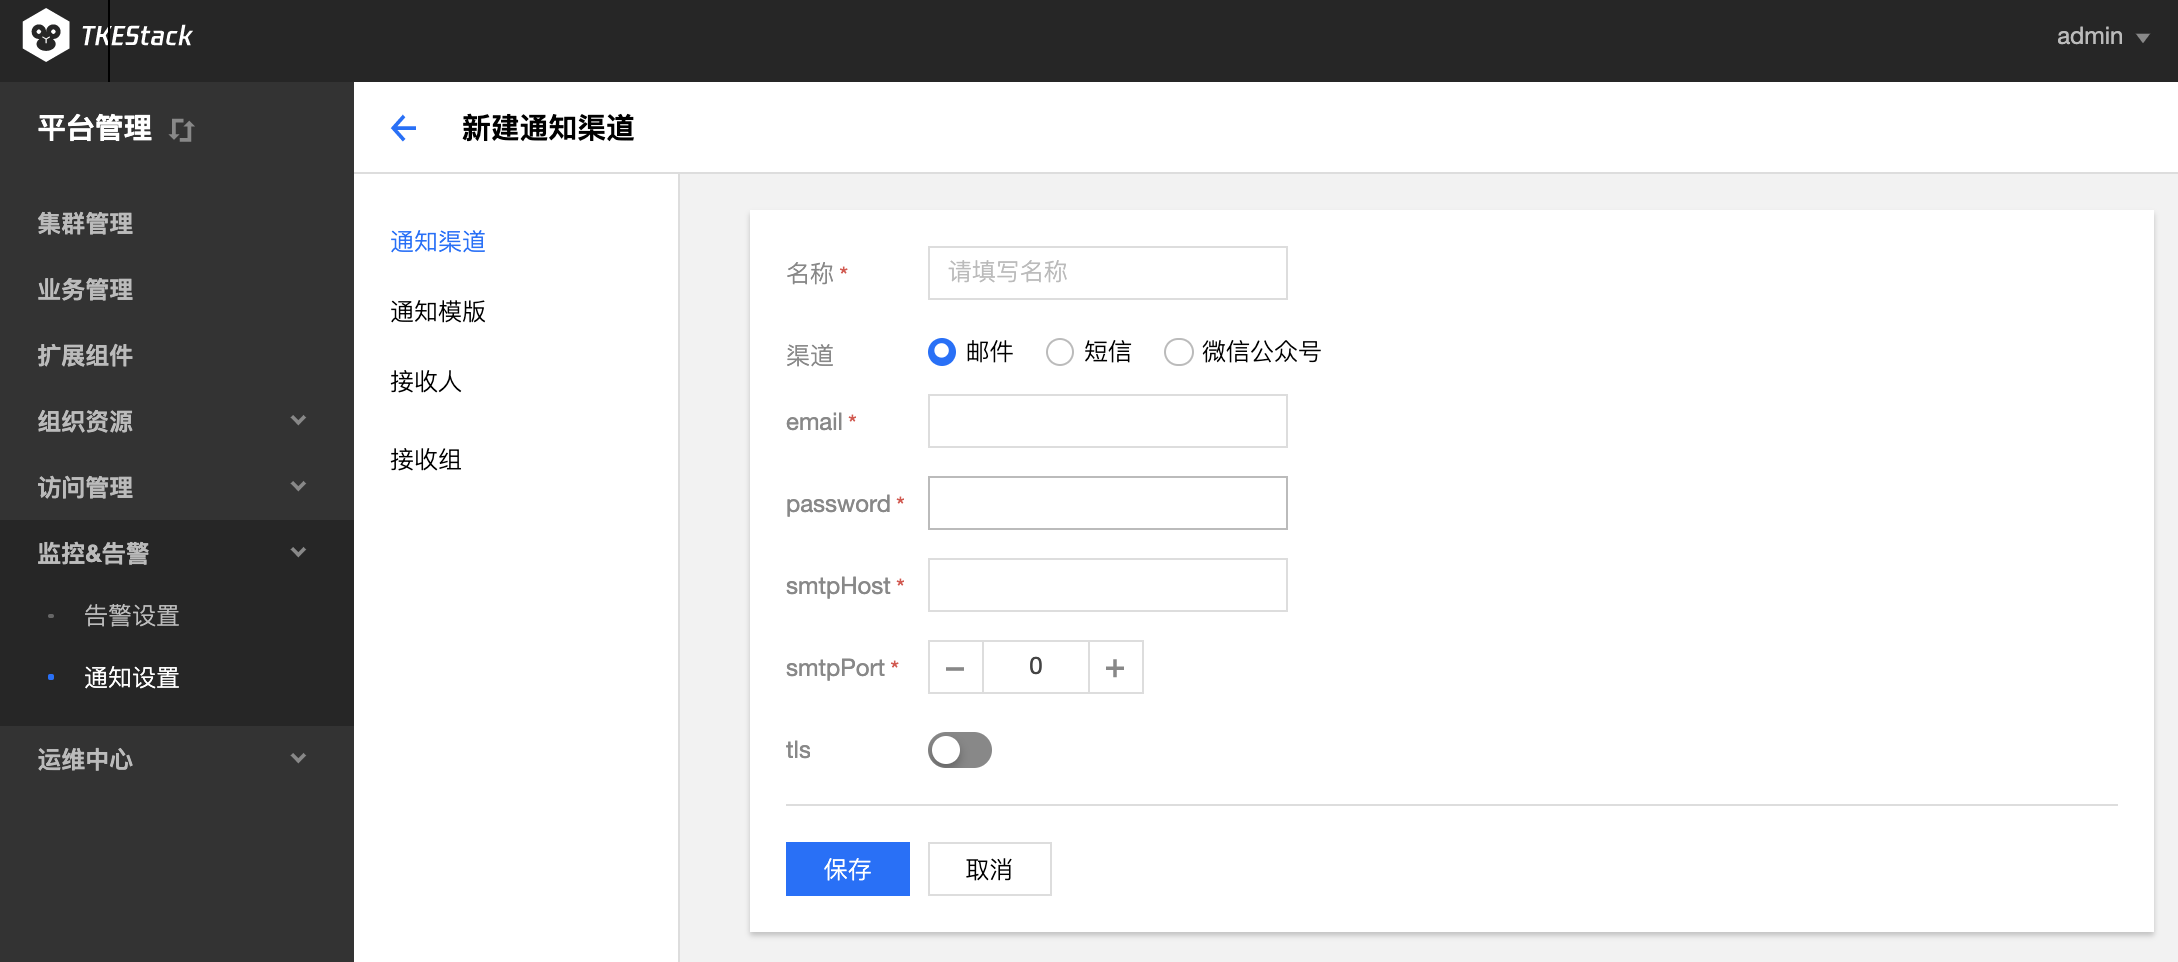 TKEStack
admin
平台管理
集群管理
业务管理
扩展组件
组织资源
访问管理
监控&告警
告警设置
通知设置
运维中心
新建通知渠道
通知渠道
通知模版
接收人
接收组
名称 * 请填写名称
渠道 邮件 短信 微信公众号
email *
password *
smtpHost *
smtpPort * − 0 +
tls
保存 取消